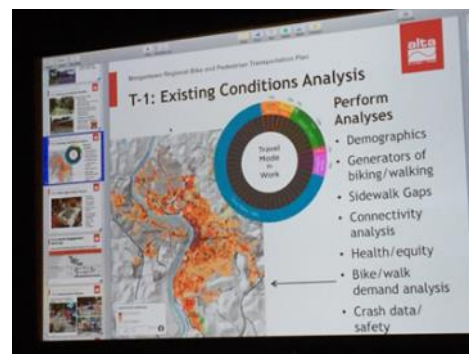 Morgantown Regional Bike and Pedestrian Transportation Plan
alta
T-1: Existing Conditions Analysis
Travel
Mode
to
Work
Perform
Analyses
• Demographics
• Generators of
biking/walking
• Sidewalk Gaps
• Connectivity
analysis
• Health/equity
• Bike/walk
demand analysis
• Crash data/
safety